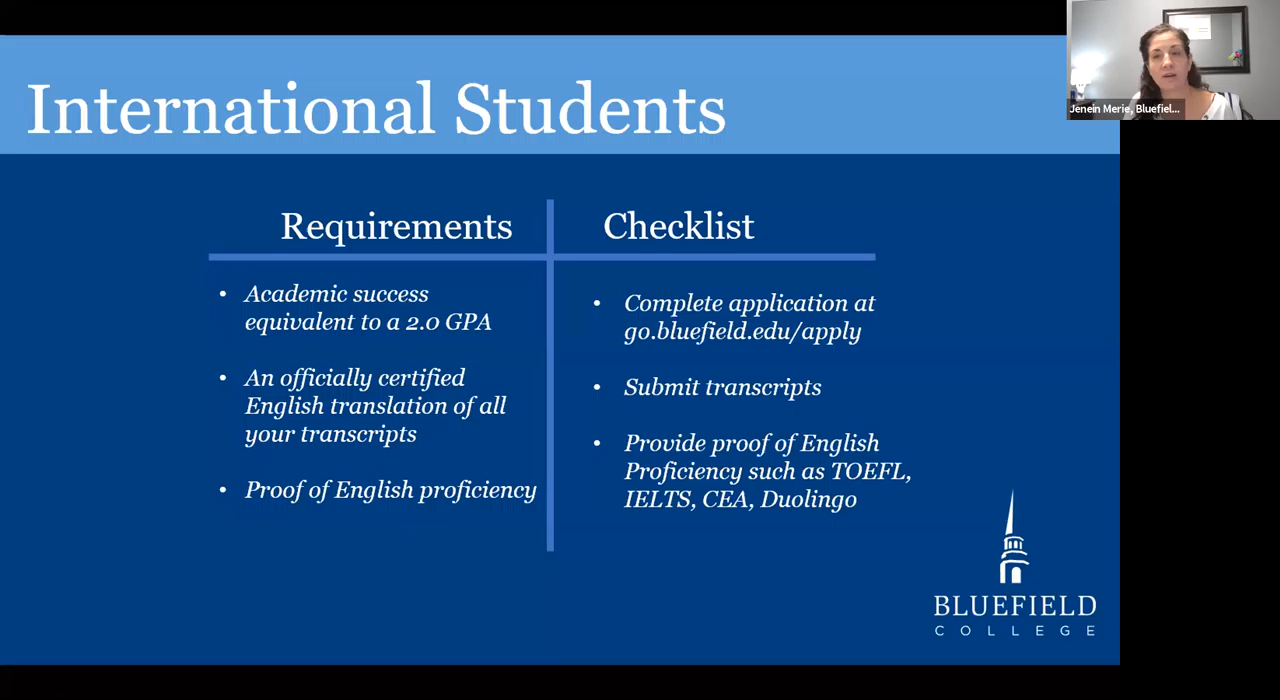 Jenein Merie, Bluefiel...
International Students
Requirements
• Academic success
equivalent to a 2.0 GPA
• An officially certified
English translation of all
your transcripts
• Proof of English proficiency
Checklist
• Complete application at
go.bluefield.edu/apply
• Submit transcripts
• Provide proof of English
Proficiency such as TOEFL,
IELTS, CEA, Duolingo
BLUEFIELD
COLLEGE